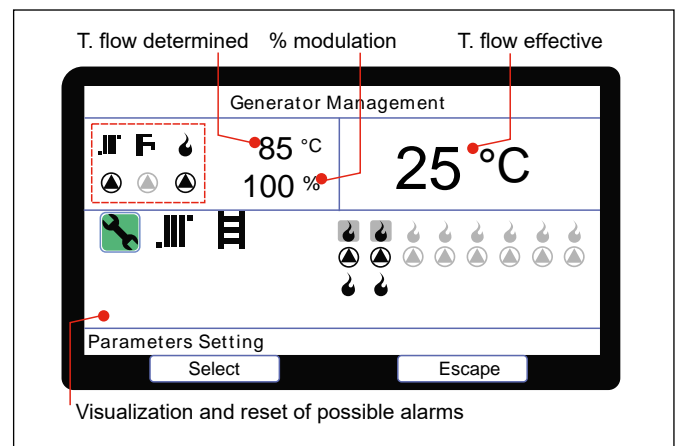 T. flow determined % modulation T. flow effective
Generator Management
85 °C
100 %
25 °C
Parameters Setting
Select Escape
Visualization and reset of possible alarms